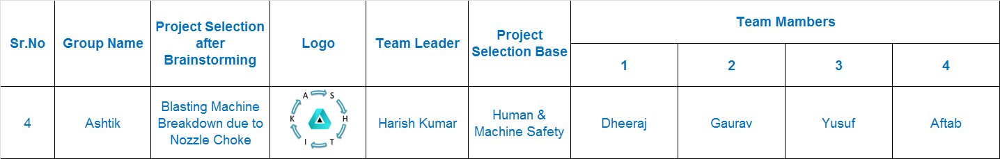 Sr.No
Group Name
Project Selection
after
Brainstorming
Logo
Team Leader
Project
Selection Base
Team Mambers
1
2
3
4
4
Ashtik
Blasting Machine
Breakdown due to
Nozzle Choke
A S
K H
I T
Harish Kumar
Human &
Machine Safety
Dheeraj
Gaurav
Yusuf
Aftab